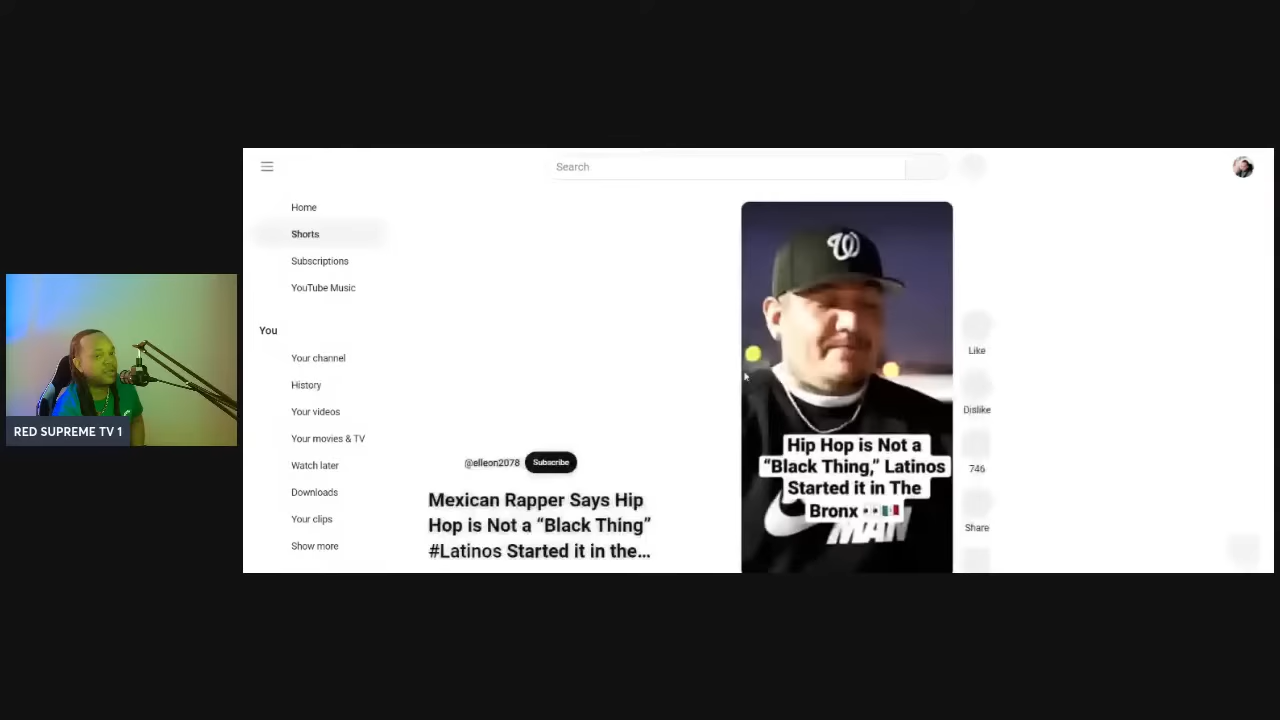 Search
Home
Shorts
Subscriptions
YouTube Music
You
Your channel
History
Your videos
Your movies & TV
Watch later
Downloads
Your clips
Show more
RED SUPREME TV 1
@elleon2078 Subscribe
Mexican Rapper Says Hip
Hop is Not a “Black Thing”
#Latinos Started it in the...
W
Hip Hop is Not a
“Black Thing,” Latinos
Started it in The
Bronx
MAN
Like
Dislike
746
Share